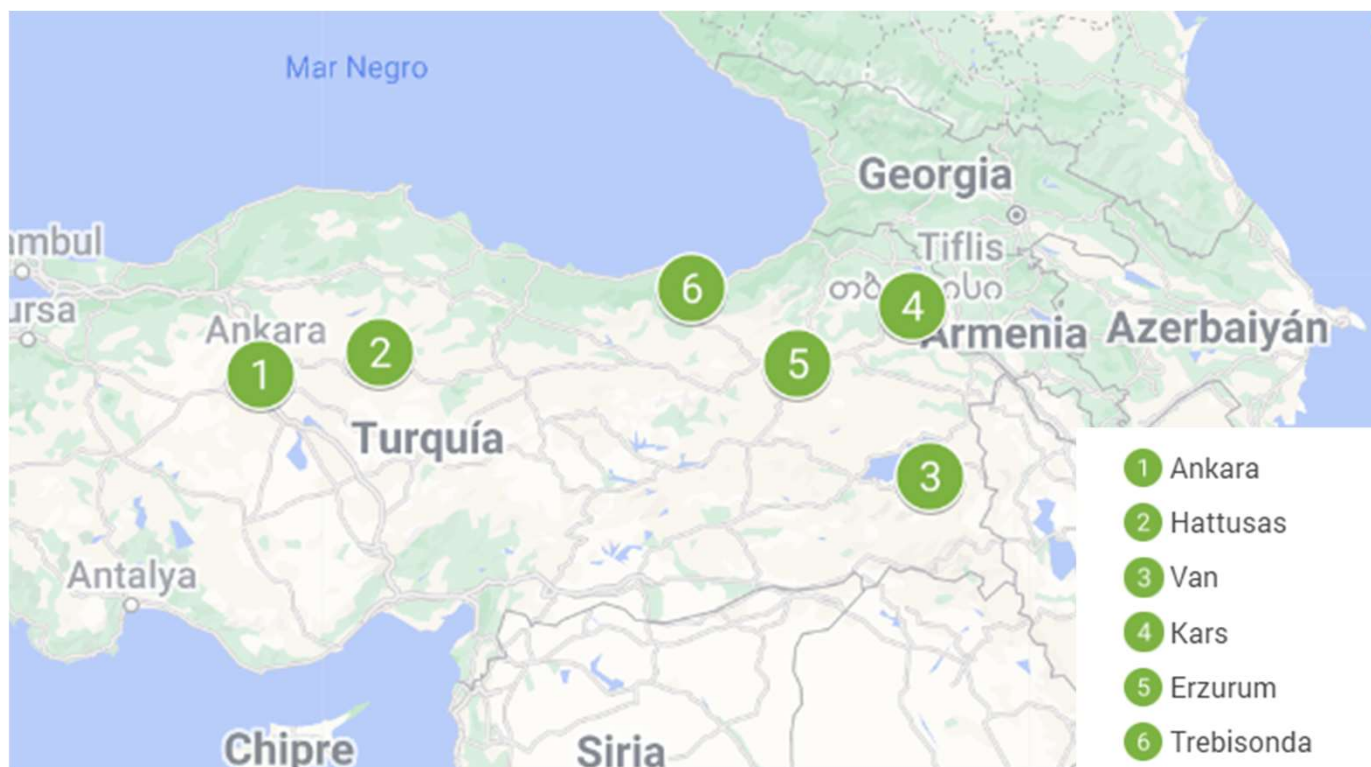 Mar Negro
Georgia
ambul
Tiflis
6
4
ursa
Ankara
Armenia
Azerbaiyán
2
5
1
Turquía
3
1 Ankara
2 Hattusas
3 Van
Antalya
4 Kars
5 Erzurum
6 Trebisonda
Chipre
Siria